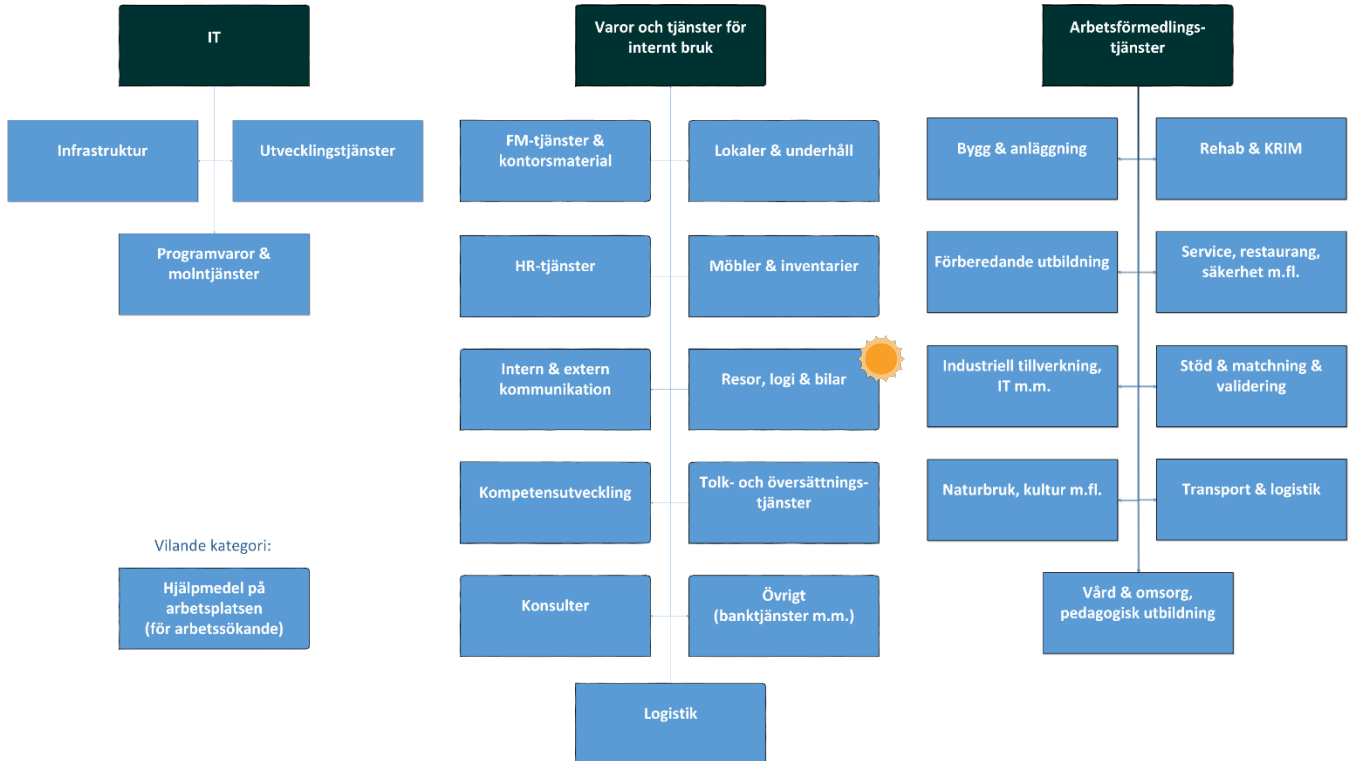 IT
Infrastruktur
Utvecklingstjänster
Programvaror &
molntjänster
Vilande kategori:
Hjälpmedel på
arbetsplatsen
(för arbetssökande)
Varor och tjänster för
internt bruk
FM-tjänster &
kontorsmaterial
Lokaler & underhåll
HR-tjänster
Möbler & inventarier
Intern & extern
kommunikation
Resor, logi & bilar
Kompetensutveckling
Tolk- och översättnings-
tjänster
Konsulter
Övrigt
(banktjänster m.m.)
Logistik
Arbetsförmedlings-
tjänster
Bygg & anläggning
Rehab & KRIM
Förberedande utbildning
Service, restaurang,
säkerhet m.fl.
Industriell tillverkning,
IT m.m.
Stöd & matchning &
validering
Naturbruk, kultur m.fl.
Transport & logistik
Vård & omsorg,
pedagogisk utbildning